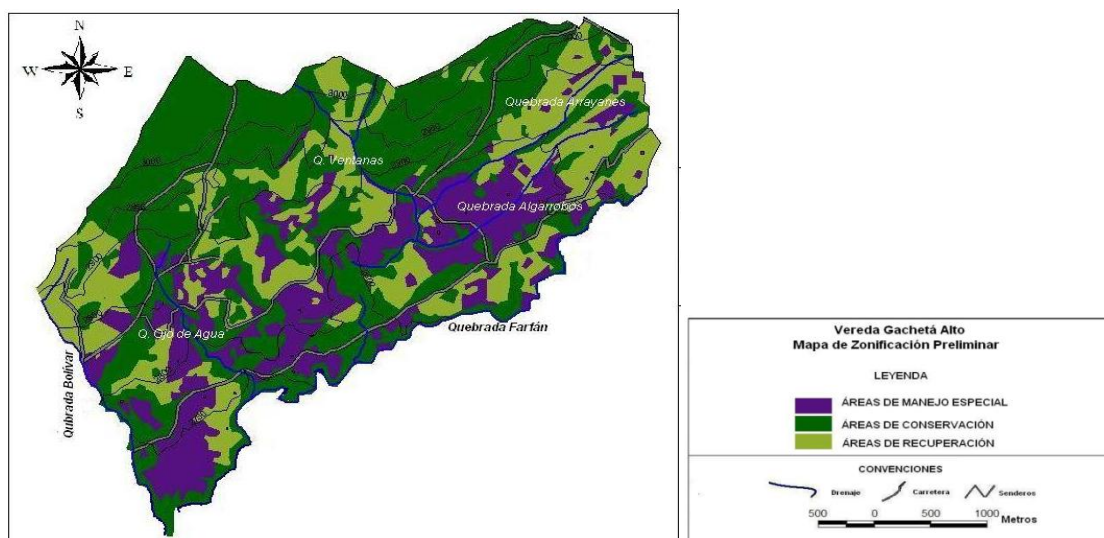 N
W E
S
Quebrada Arrayanes
Q. Ventanas
Quebrada Algarrobos
Q. Ojo de Agua
Quebrada Farfán
Qubrada Bolívar
3000
Vereda Gachetá Alto
Mapa de Zonificación Preliminar
LEYENDA
ÁREAS DE MANEJO ESPECIAL
ÁREAS DE CONSERVACIÓN
ÁREAS DE RECUPERACIÓN
CONVENCIONES
Drenaje Carretera Senderos
500 0 500 1000 Metros